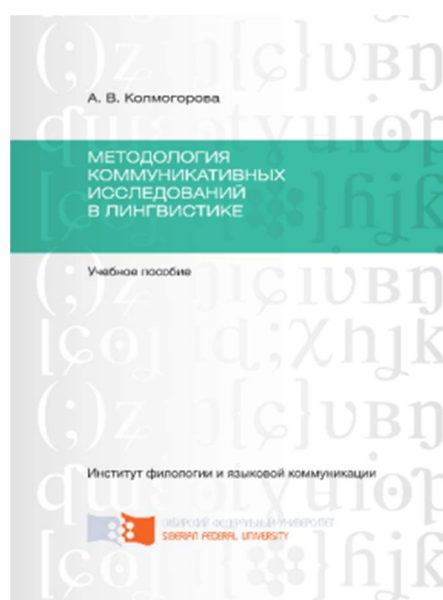 А. В. Колмогорова
МЕТОДОЛОГИЯ
КОММУНИКАТИВНЫХ
ИССЛЕДОВАНИЙ
В ЛИНГВИСТИКЕ
Учебное пособие
Институт филологии и языковой коммуникации
СИБИРСКИЙ ФЕДЕРАЛЬНЫЙ УНИВЕРСИТЕТ
SIBERIAN FEDERAL UNIVERSITY